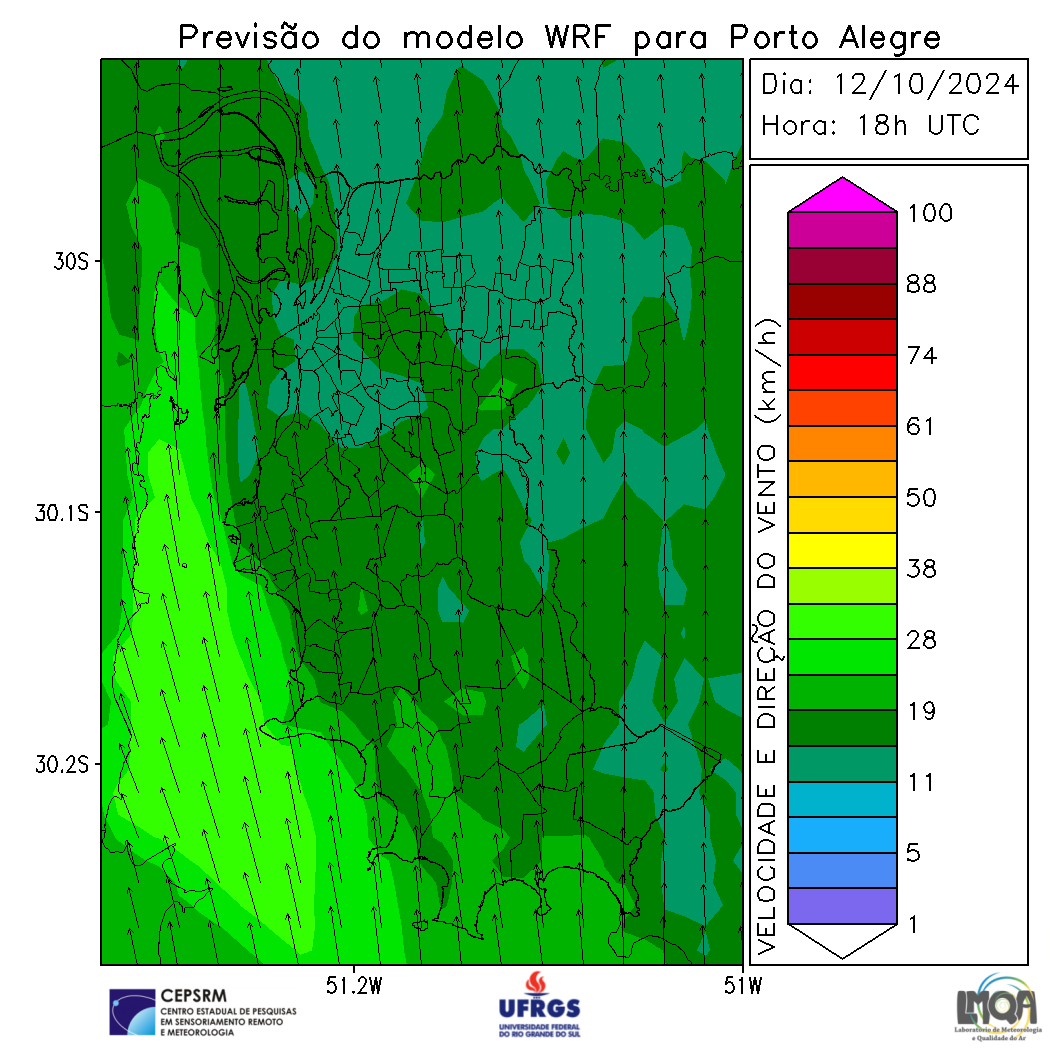 Previsão do modelo WRF para Porto Alegre
Dia: 12/10/2024
Hora: 18h UTC
30S
30.1S
30.2S
51.2W
51W
VELOCIDADE E DIREÇÃO DO VENTO (km/h)
100
88
74
61
50
38
28
19
11
5
1
CEPSRM
CENTRO ESTADUAL DE PESQUISAS
EM SENSORIAMENTO REMOTO
E METEOROLOGIA
UFRGS
UNIVERSIDADE FEDERAL
DO RIO GRANDE DO SUL
LMQA
Laboratório de Meteorologia
e Qualidade do Ar